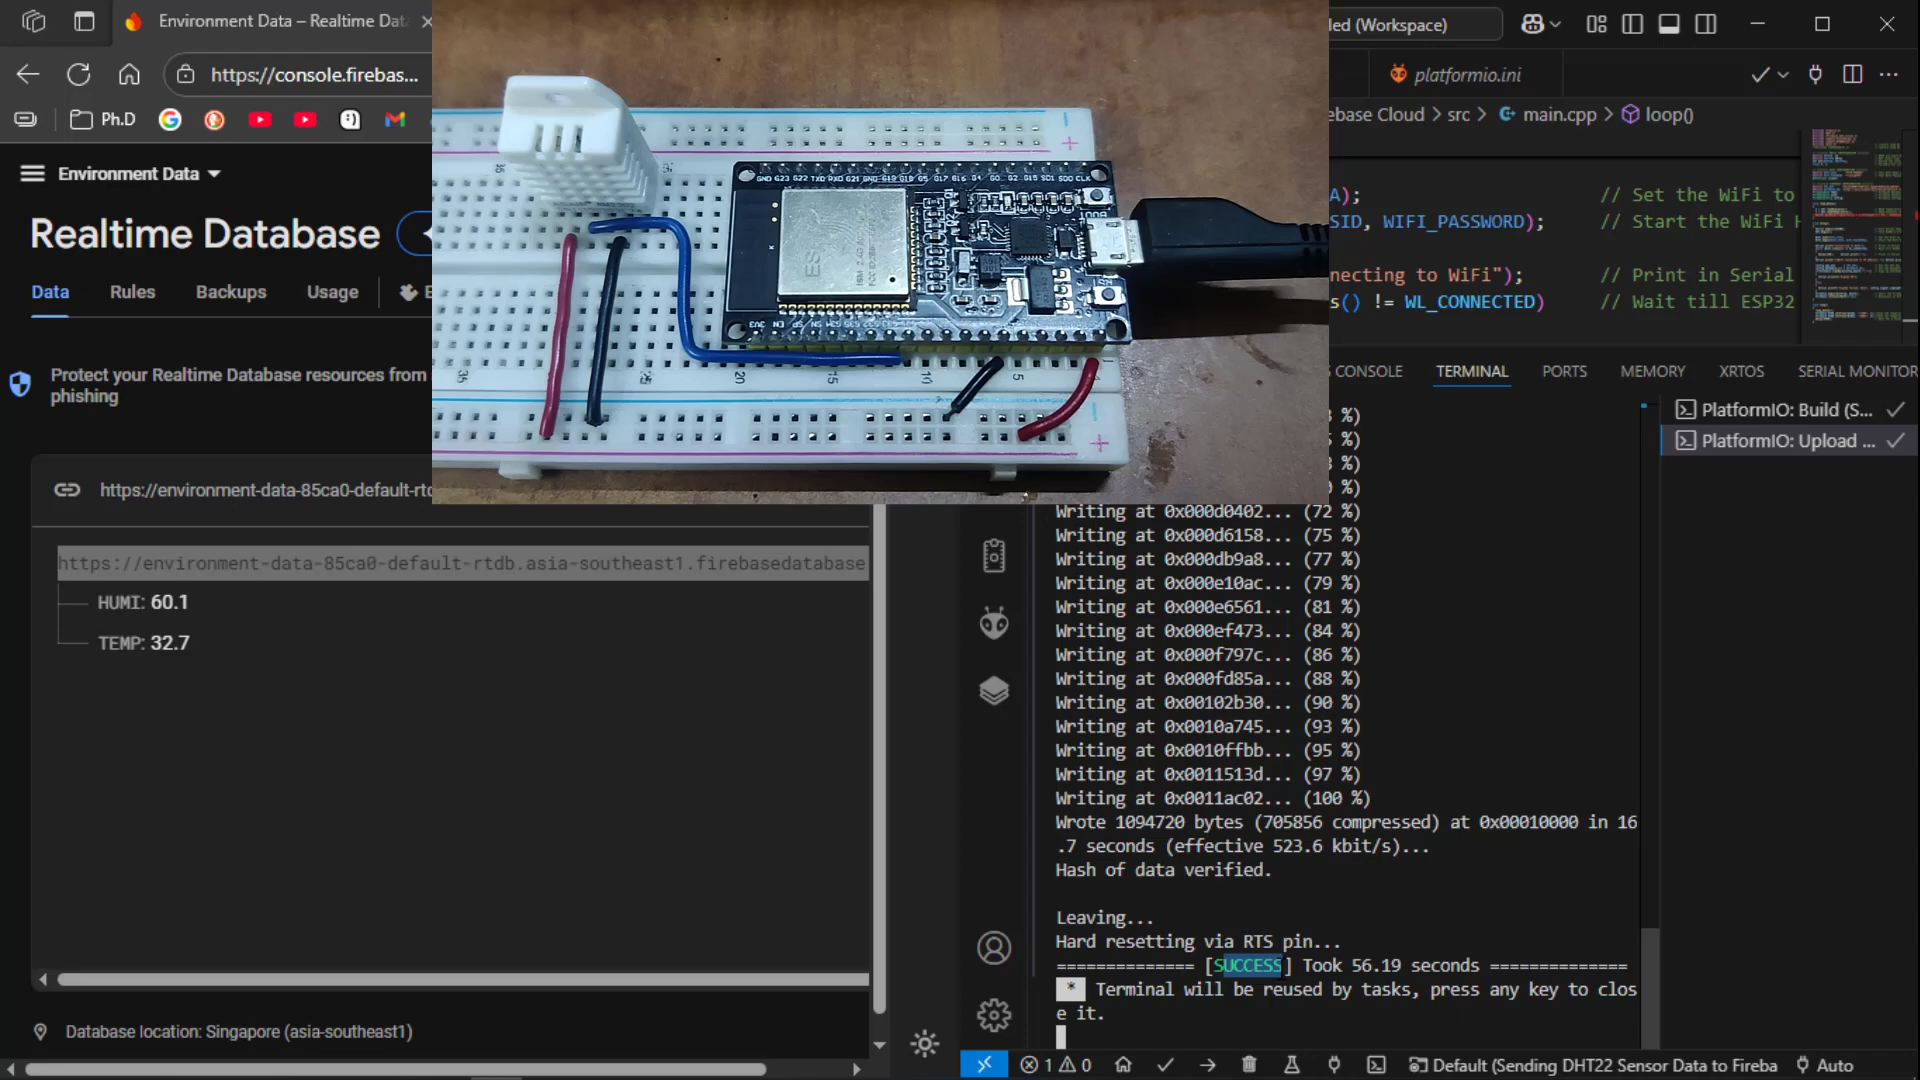 Environment Data – Realtime Dat
https://console.firebas...
Ph.D
Environment Data
Realtime Database
Data
Rules
Backups
Usage
E
Protect your Realtime Database resources from
phishing
https://environment-data-85ca0-default-rtd
https://environment-data-85ca0-default-rtdb.asia-southeast1.firebasedatabase
HUMI: 60.1
TEMP: 32.7
Database location: Singapore (asia-southeast1)
led (Workspace)
platformio.ini
ebase Cloud > src > main.cpp > loop()
A); // Set the WiFi to
SID, WIFI_PASSWORD); // Start the WiFi
necting to WiFi"); // Print in Serial
s() != WL_CONNECTED) // Wait till ESP32
CONSOLE
TERMINAL
PORTS
MEMORY
XRTOS
SERIAL MONITOR
PlatformIO: Build (S...
PlatformIO: Upload ...
%)
%)
%)
%)
Writing at 0x000d0402... (72 %)
Writing at 0x000d6158... (75 %)
Writing at 0x000db9a8... (77 %)
Writing at 0x000e10ac... (79 %)
Writing at 0x000e6561... (81 %)
Writing at 0x000ef473... (84 %)
Writing at 0x000f797c... (86 %)
Writing at 0x000fd85a... (88 %)
Writing at 0x00102b30... (90 %)
Writing at 0x0010a745... (93 %)
Writing at 0x0010ffbb... (95 %)
Writing at 0x0011513d... (97 %)
Writing at 0x0011ac02... (100 %)
Wrote 1094720 bytes (705856 compressed) at 0x00010000 in 16
.7 seconds (effective 523.6 kbit/s)...
Hash of data verified.
Leaving...
Hard resetting via RTS pin...
============== [SUCCESS] Took 56.19 seconds ==============
* Terminal will be reused by tasks, press any key to clos
e it.
1 0
Default (Sending DHT22 Sensor Data to Fireba
Auto